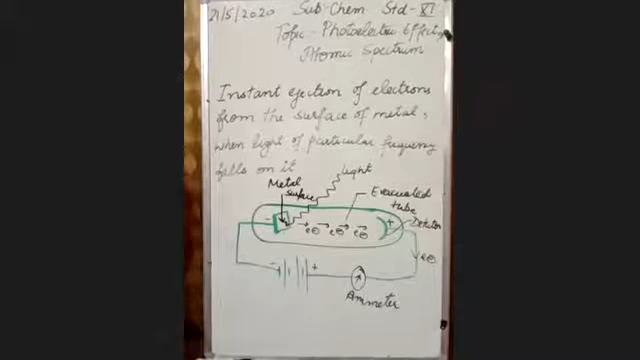 21/5/2020 Sub-Chem Std-XI
Topic - Photoelectric Effect,
Atomic Spectrum
Instant ejection of electrons
from the surface of metal,
when light of particular frequency
falls on it
light
Metal
surface
Evacuated
tube
Detector
- +
e⊖ e⊖ e⊖
e⊖
- +
Ammeter